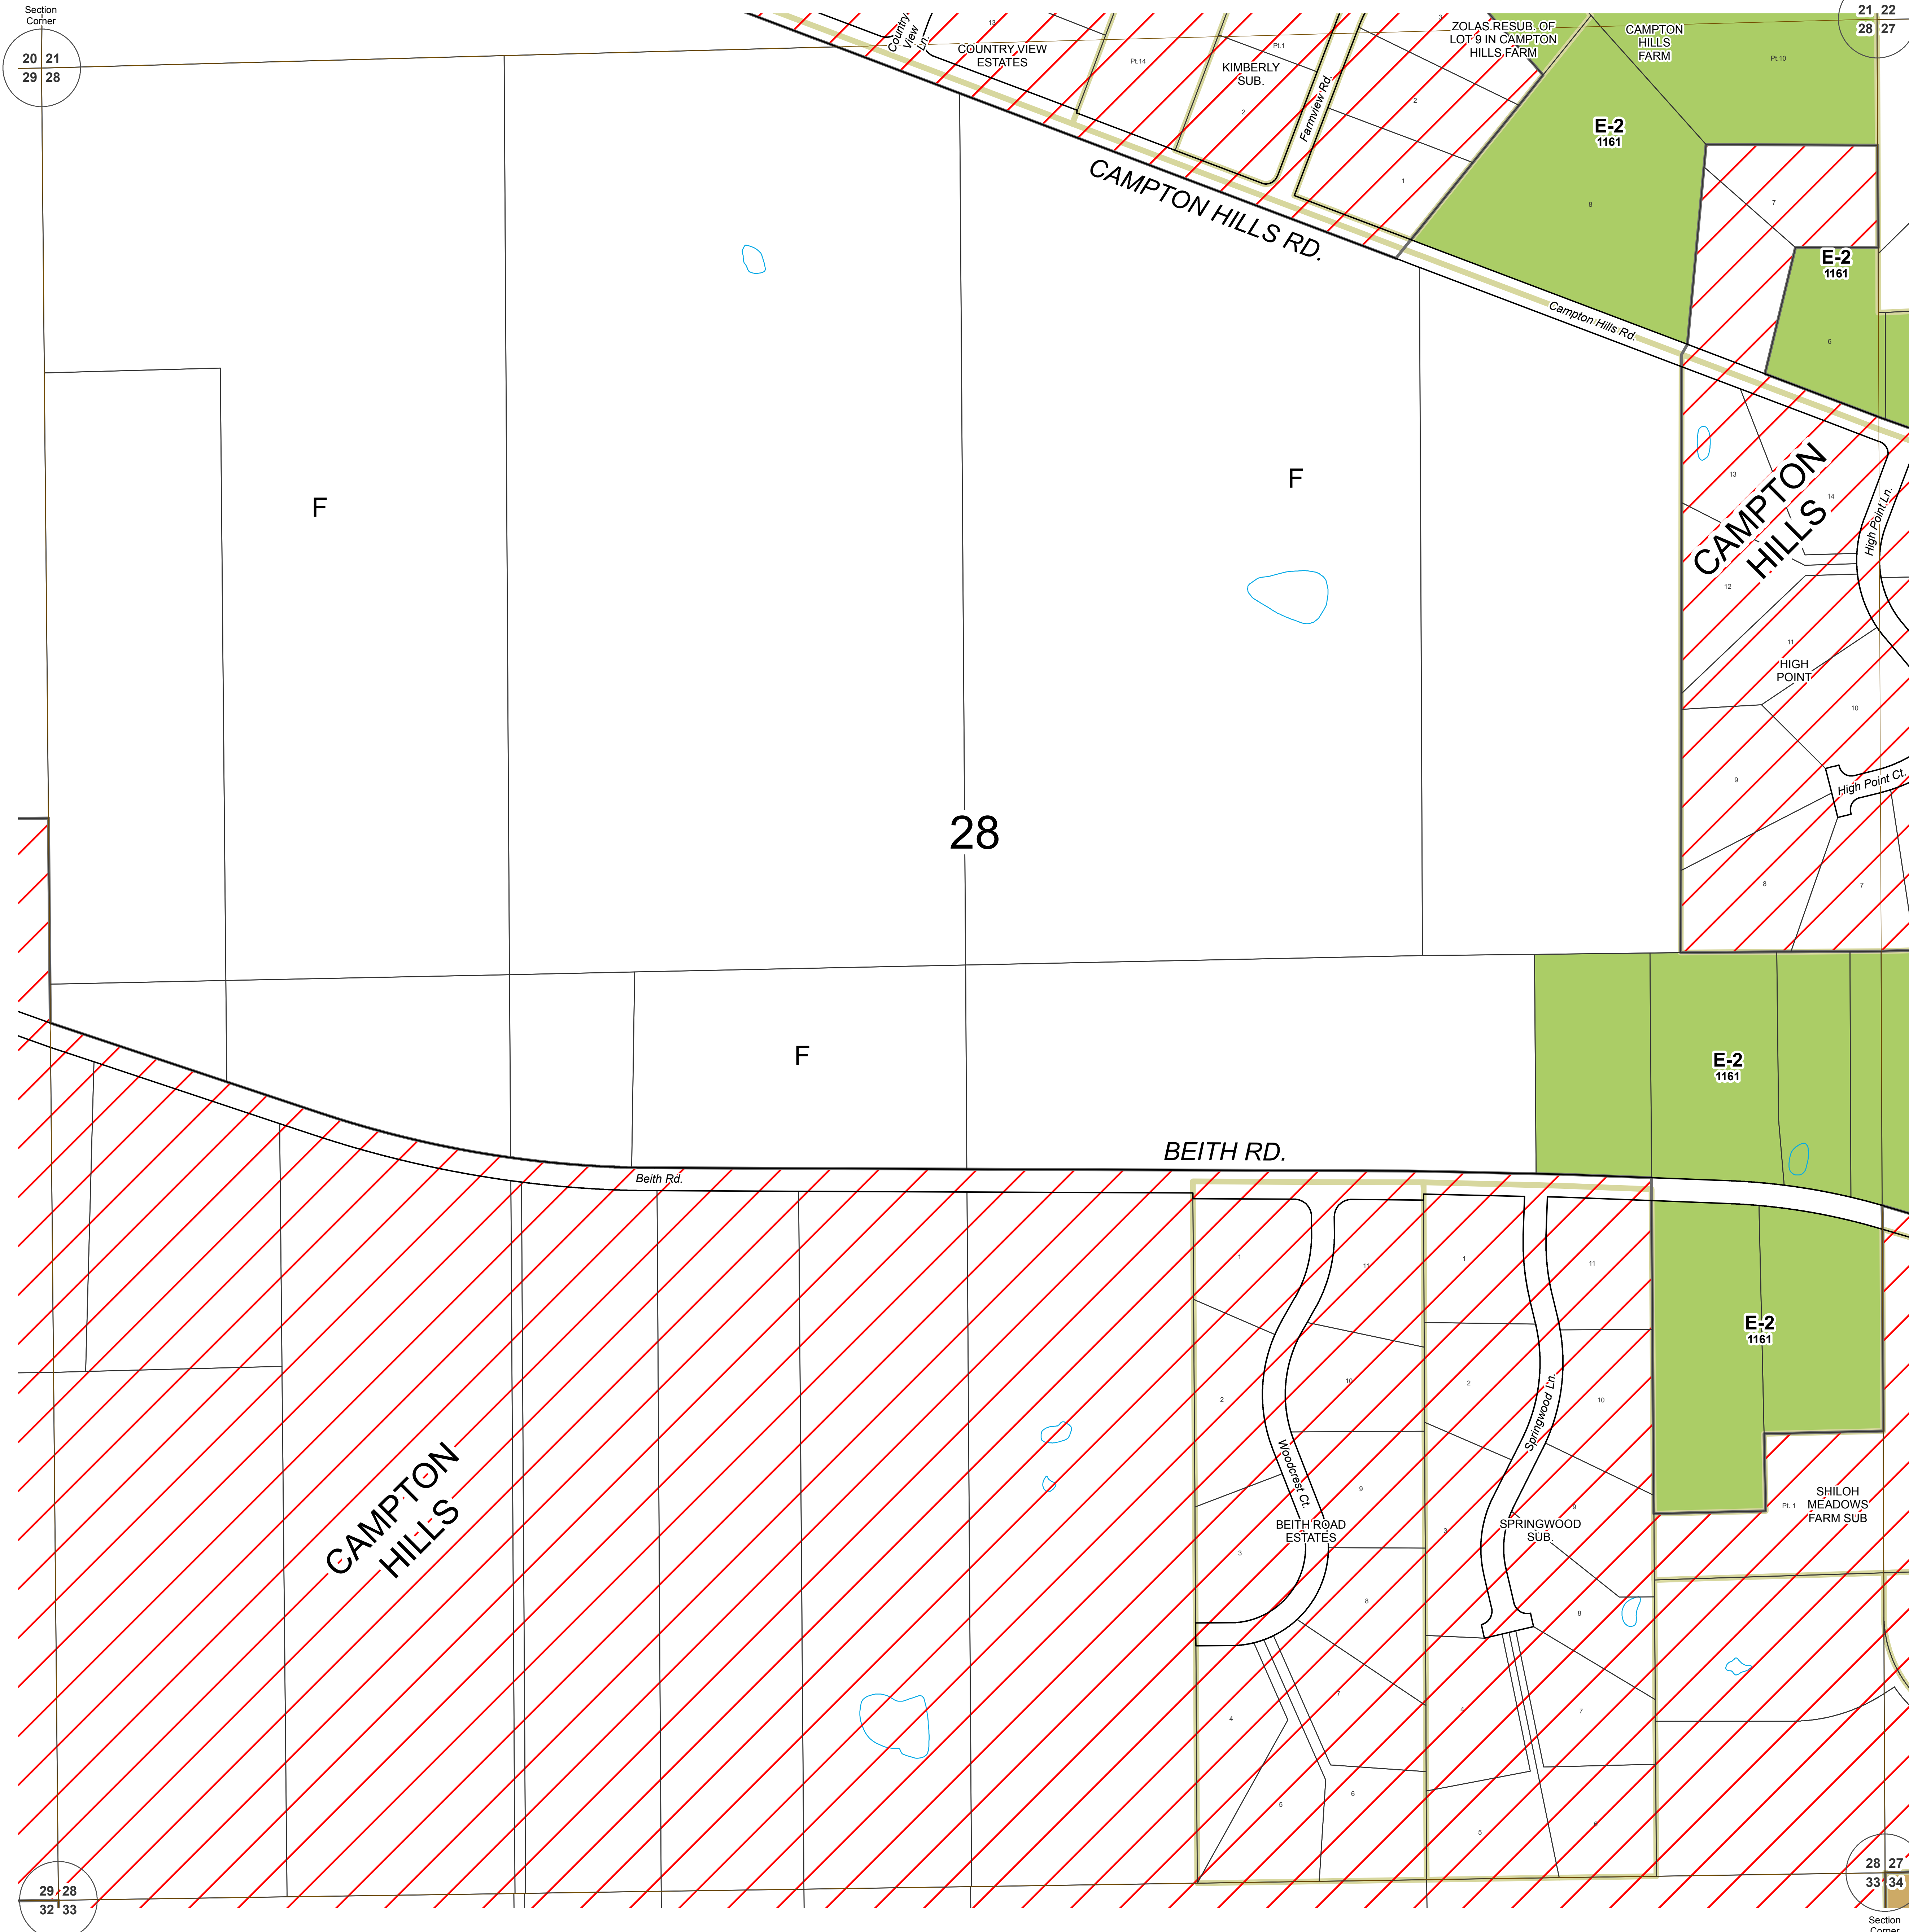 Section
Corner
20 21
29 28
21 22
28 27
Country
View
Ln.
13
COUNTRY VIEW
ESTATES
Pt.14
Pt.1
KIMBERLY
SUB.
2
Farmview Rd.
3
ZOLAS RESUB. OF
LOT 9 IN CAMPTON
HILLS FARM
CAMPTON
HILLS
FARM
Pt.10
2
1
E-2
1161
8
7
E-2
1161
6
CAMPTON HILLS RD.
Campton Hills Rd.
F
F
13
14
CAMPTON
HILLS
High Point Ln.
12
11
HIGH
POINT
10
9
High Point Ct.
8
7
28
F
E-2
1161
BEITH RD.
Beith Rd.
1
11
1
11
E-2
1161
2
10
2
10
Woodcrest Ct.
Springwood Ln.
CAMPTON
HILLS
9
9
BEITH ROAD
ESTATES
3
3
SPRINGWOOD
SUB.
Pt. 1
SHILOH
MEADOWS
FARM SUB
8
8
4
7
4
7
5
6
5
6
29 28
32 33
28 27
33 34
Section
Corner